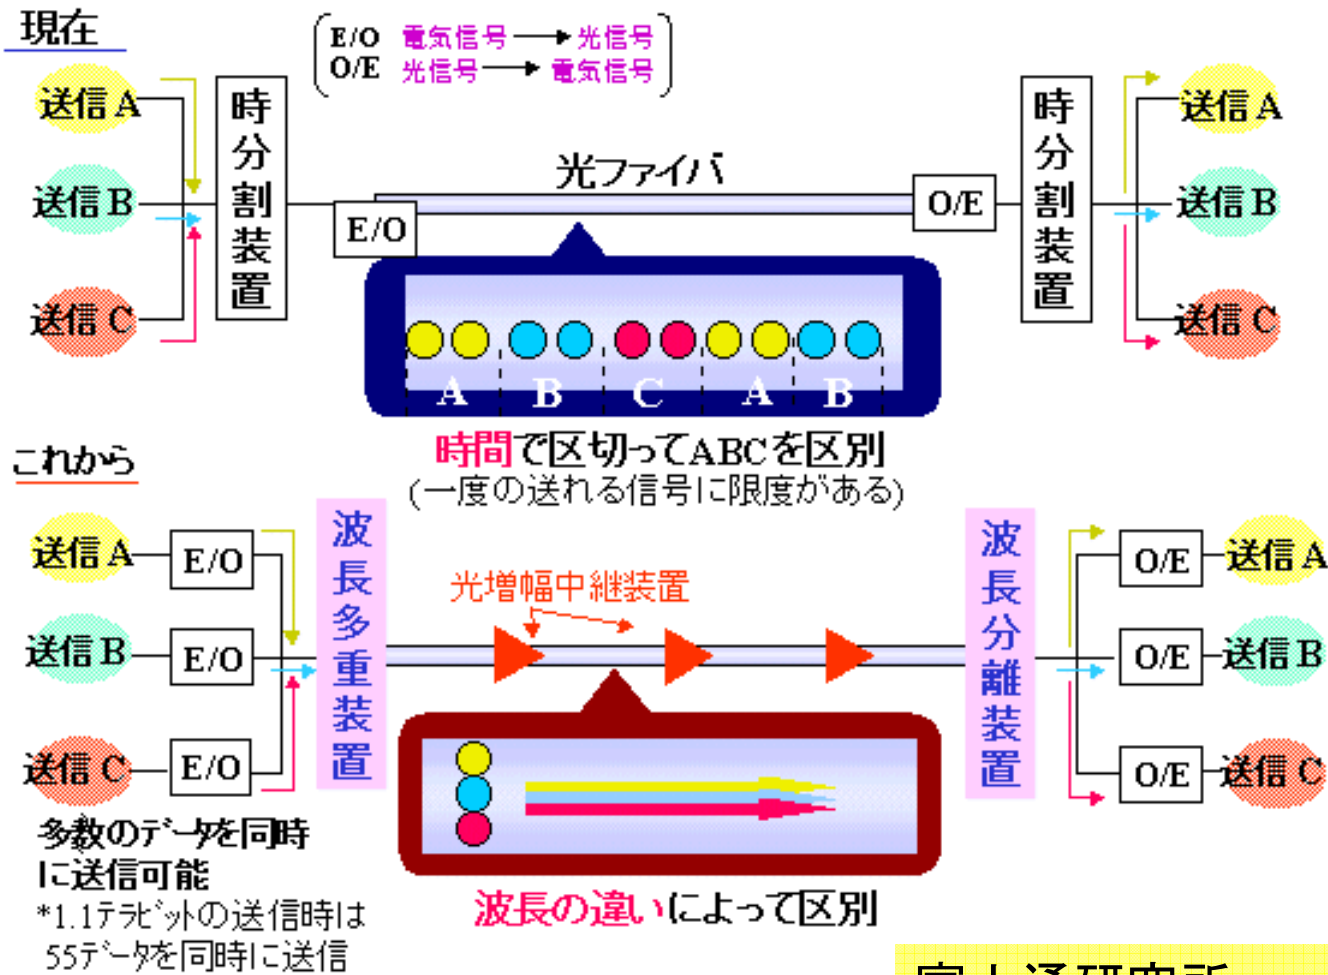 現在
E/O 電気信号→光信号
O/E 光信号→電気信号
送信A
送信B
送信C
時分割装置
E/O
光ファイバ
O/E
時分割装置
送信A
送信B
送信C
A B C A B
時間で区切ってABCを区別
(一度の送れる信号に限度がある)
これから
送信A
送信B
送信C
E/O
E/O
E/O
波長多重装置
光増幅中継装置
波長分離装置
O/E
O/E
O/E
送信A
送信B
送信C
多数のデータを同時
に送信可能
*1.1テラビットの送信時は
55データを同時に送信
波長の違いによって区別
富士通研究所